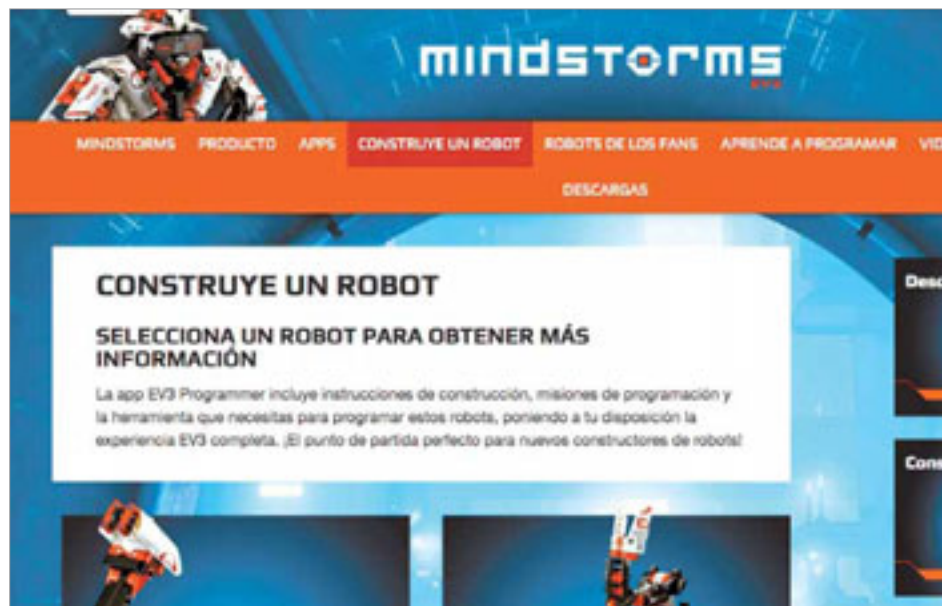 mindstorms
EV3
MINDSTORMS PRODUCTO APPS CONSTRUYE UN ROBOT ROBOTS DE LOS FANS APRENDE A PROGRAMAR
DESCARGAS
CONSTRUYE UN ROBOT
SELECCIONA UN ROBOT PARA OBTENER MÁS
INFORMACIÓN
La app EV3 Programmer incluye instrucciones de construcción, misiones de programación y
la herramienta que necesitas para programar estos robots, poniendo a tu disposición la
experiencia EV3 completa. ¡El punto de partida perfecto para nuevos constructores de robots!